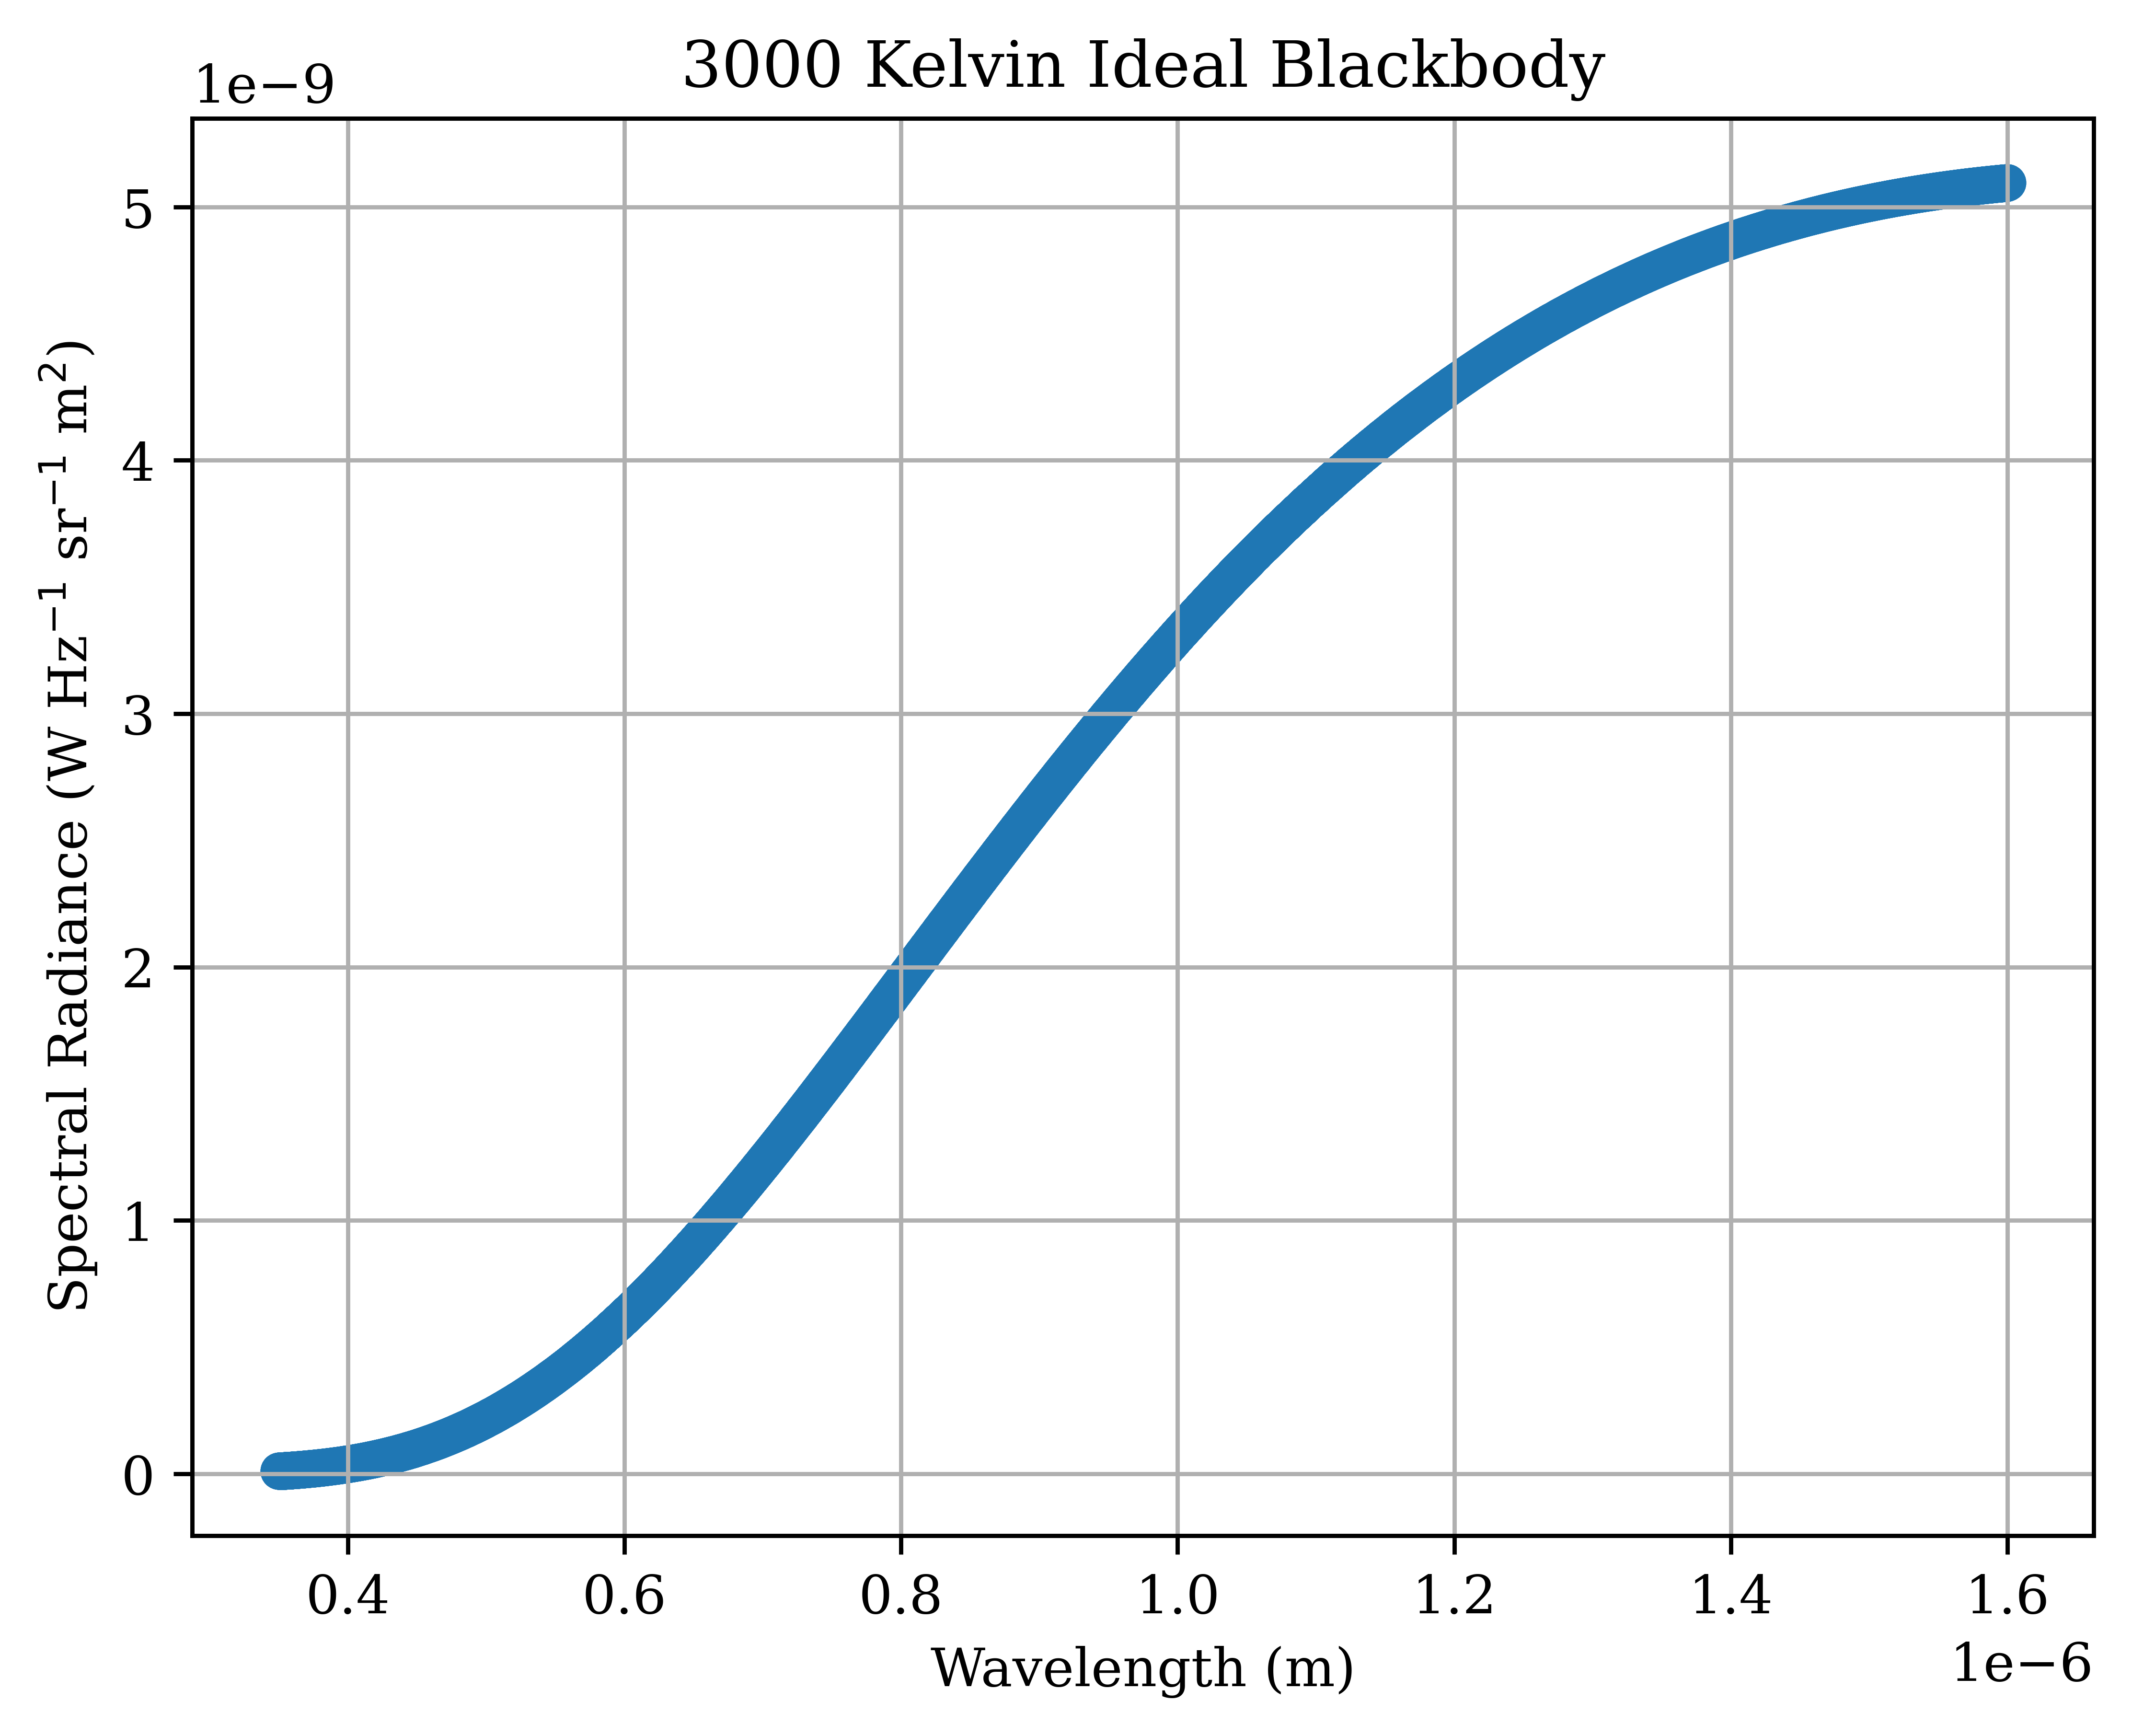 3000 Kelvin Ideal Blackbody
1e−9
Spectral Radiance (W Hz⁻¹ sr⁻¹ m²)
5
4
3
2
1
0
0.4 0.6 0.8 1.0 1.2 1.4 1.6
Wavelength (m)
1e−6